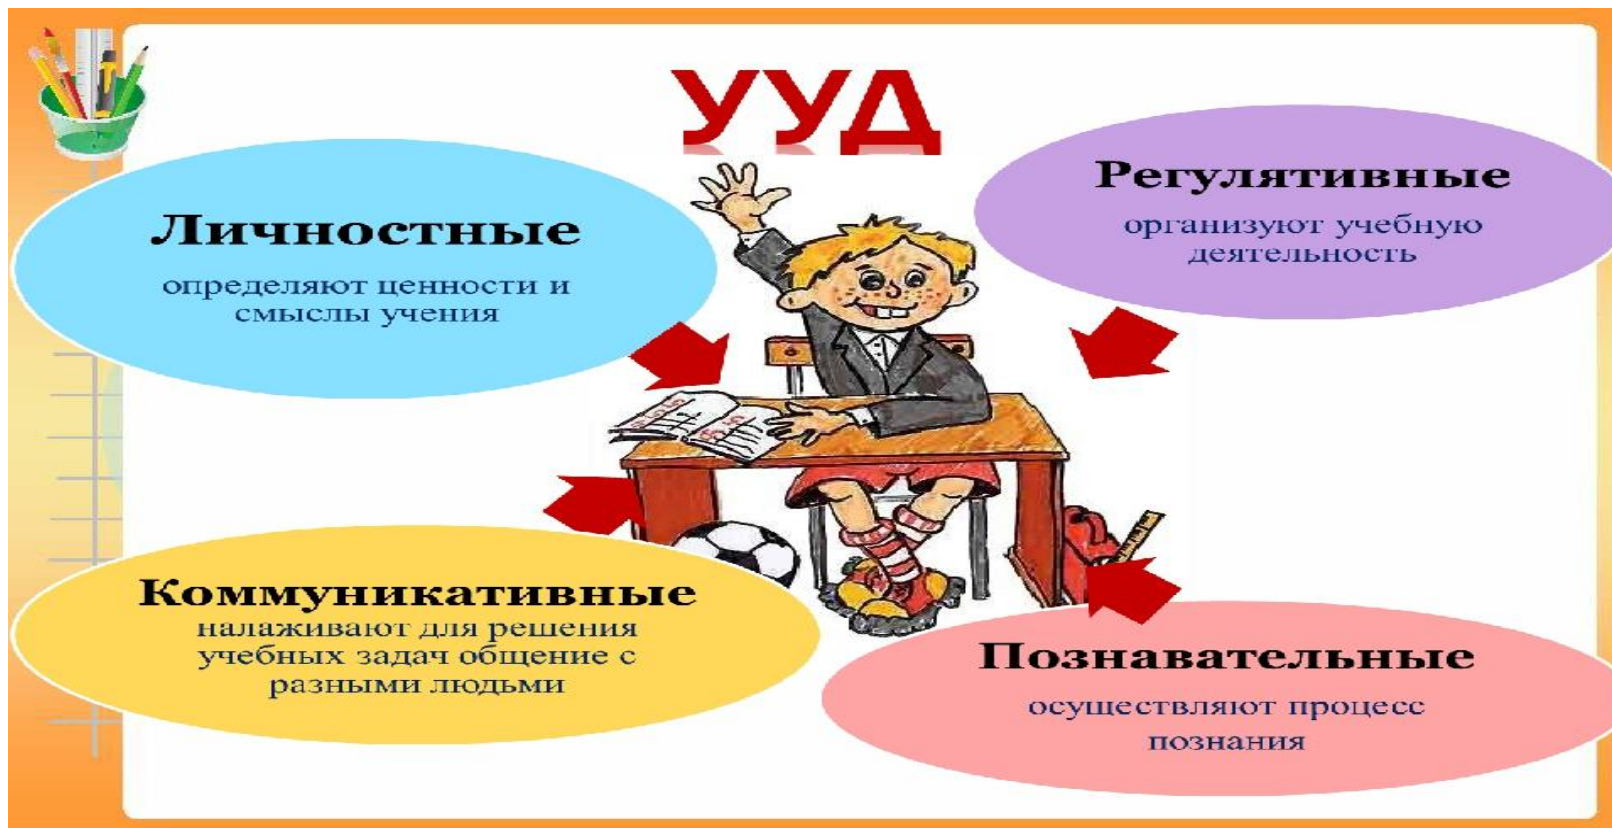 УУД
Личностные
определяют ценности и
смыслы учения
Регулятивные
организуют учебную
деятельность
Коммуникативные
налаживают для решения
учебных задач общение с
разными людьми
Познавательные
осуществляют процесс
познания